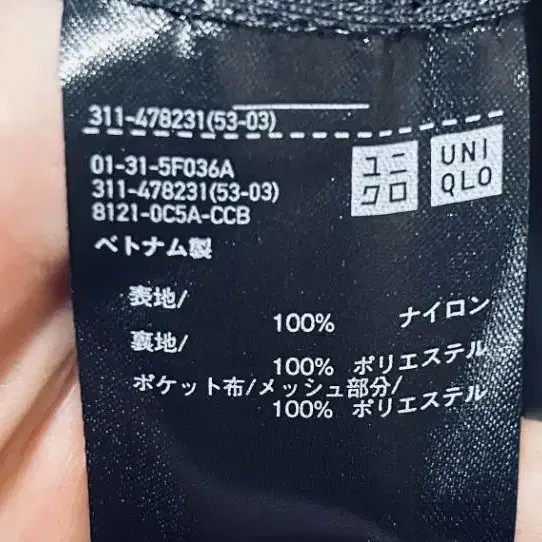 311-478231(53-03)
01-31-5F036A
311-478231(53-03)
8121-0C5A-CCB
ユニ
クロ
UNI
QLO
ベトナム製
表地/
100% ナイロン
裏地/
100% ポリエステル
ポケット布/メッシュ部分/
100% ポリエステル